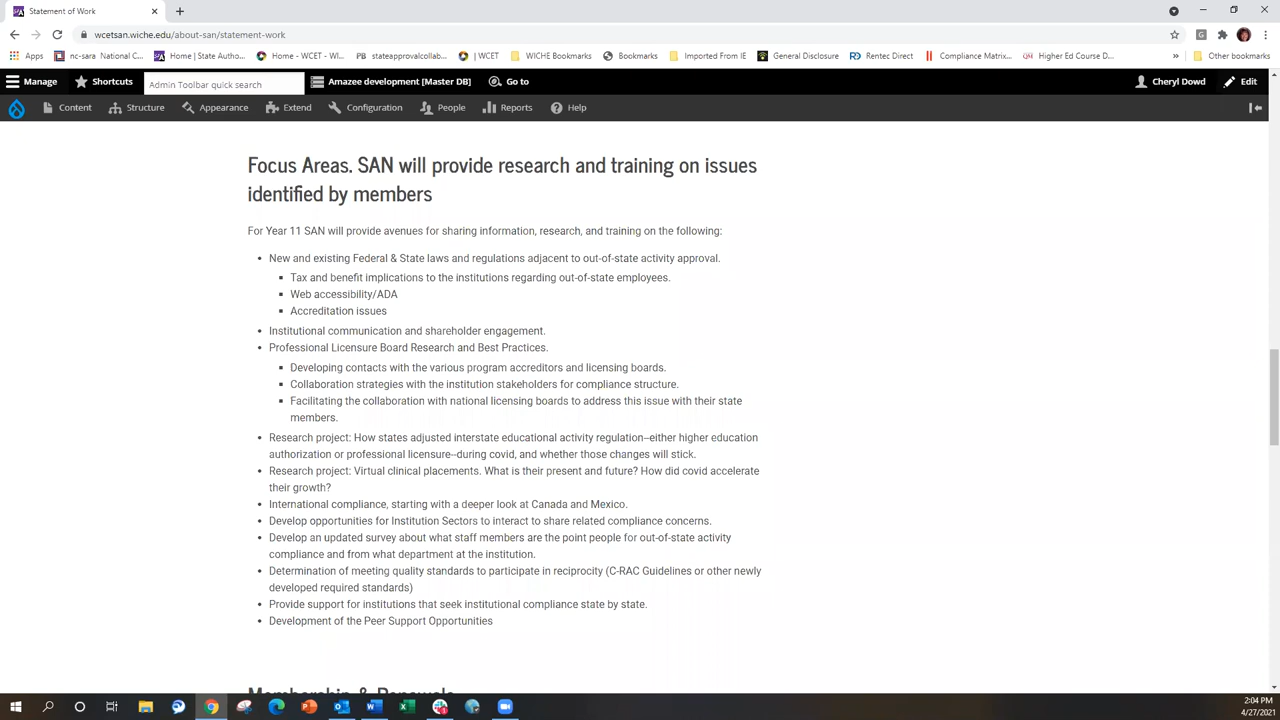 Statement of Work
wcetsan.wiche.edu/about-san/statement-work
Apps nc-sara National C... Home | State Autho... Home - WCET - WI... PB stateapprovalcollab... | WCET WICHE Bookmarks Bookmarks Imported From IE General Disclosure Rentec Direct Compliance Matrix... QM Higher Ed Course D... » Other bookmarks
Manage Shortcuts Admin Toolbar quick search Amazee development [Master DB] Go to Cheryl Dowd Edit
Content Structure Appearance Extend Configuration People Reports Help
Focus Areas. SAN will provide research and training on issues
identified by members
For Year 11 SAN will provide avenues for sharing information, research, and training on the following:
• New and existing Federal & State laws and regulations adjacent to out-of-state activity approval.
▪ Tax and benefit implications to the institutions regarding out-of-state employees.
▪ Web accessibility/ADA
▪ Accreditation issues
• Institutional communication and shareholder engagement.
• Professional Licensure Board Research and Best Practices.
▪ Developing contacts with the various program accreditors and licensing boards.
▪ Collaboration strategies with the institution stakeholders for compliance structure.
▪ Facilitating the collaboration with national licensing boards to address this issue with their state
members.
• Research project: How states adjusted interstate educational activity regulation--either higher education
authorization or professional licensure--during covid, and whether those changes will stick.
• Research project: Virtual clinical placements. What is their present and future? How did covid accelerate
their growth?
• International compliance, starting with a deeper look at Canada and Mexico.
• Develop opportunities for Institution Sectors to interact to share related compliance concerns.
• Develop an updated survey about what staff members are the point people for out-of-state activity
compliance and from what department at the institution.
• Determination of meeting quality standards to participate in reciprocity (C-RAC Guidelines or other newly
developed required standards)
• Provide support for institutions that seek institutional compliance state by state.
• Development of the Peer Support Opportunities
Membership & Renewals
2:04 PM
4/27/2021